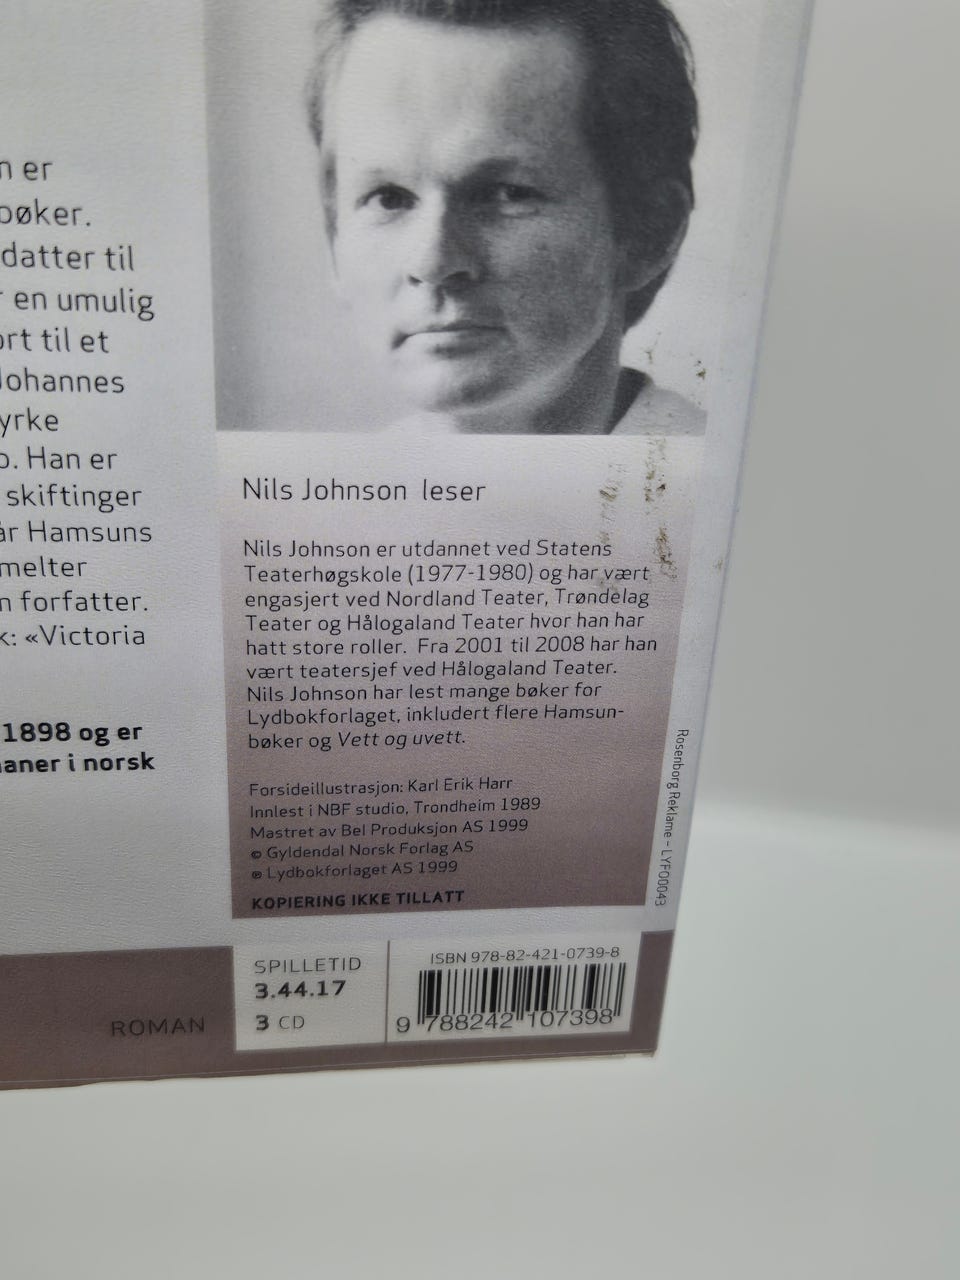 er
bøker.
datter til
en umulig
til et
Johannes
yrke
Han er
skiftinger
Hamsuns
melter
forfatter.
«Victoria
1898 og er
i norsk
Nils Johnson leser
Nils Johnson er utdannet ved Statens
Teaterhøgskole (1977-1980) og har vært
engasjert ved Nordland Teater, Trøndelag
Teater og Hålogaland Teater hvor han har
hatt store roller. Fra 2001 til 2008 har han
vært teatersjef ved Hålogaland Teater.
Nils Johnson har lest mange bøker for
Lydbokforlaget, inkludert flere Hamsun-
bøker og Vett og uvett.
Forsideillustrasjon: Karl Erik Harr
Innlest i NBF studio, Trondheim 1989
Mastret av Bel Produksjon AS 1999
© Gyldendal Norsk Forlag AS
℗ Lydbokforlaget AS 1999
KOPIERING IKKE TILLATT
Rosenborg Reklame – LYFO0043
ROMAN
SPILLETID
3.44.17
3 CD
ISBN 978-82-421-0739-8
9 788242 107398